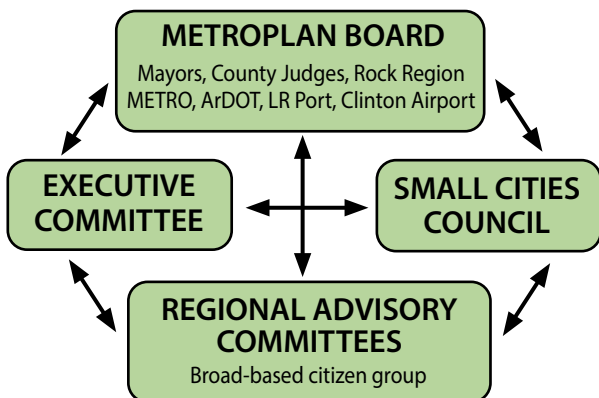 METROPLAN BOARD
Mayors, County Judges, Rock Region
METRO, ArDOT, LR Port, Clinton Airport
EXECUTIVE
COMMITTEE
SMALL CITIES
COUNCIL
REGIONAL ADVISORY
COMMITTEES
Broad-based citizen group